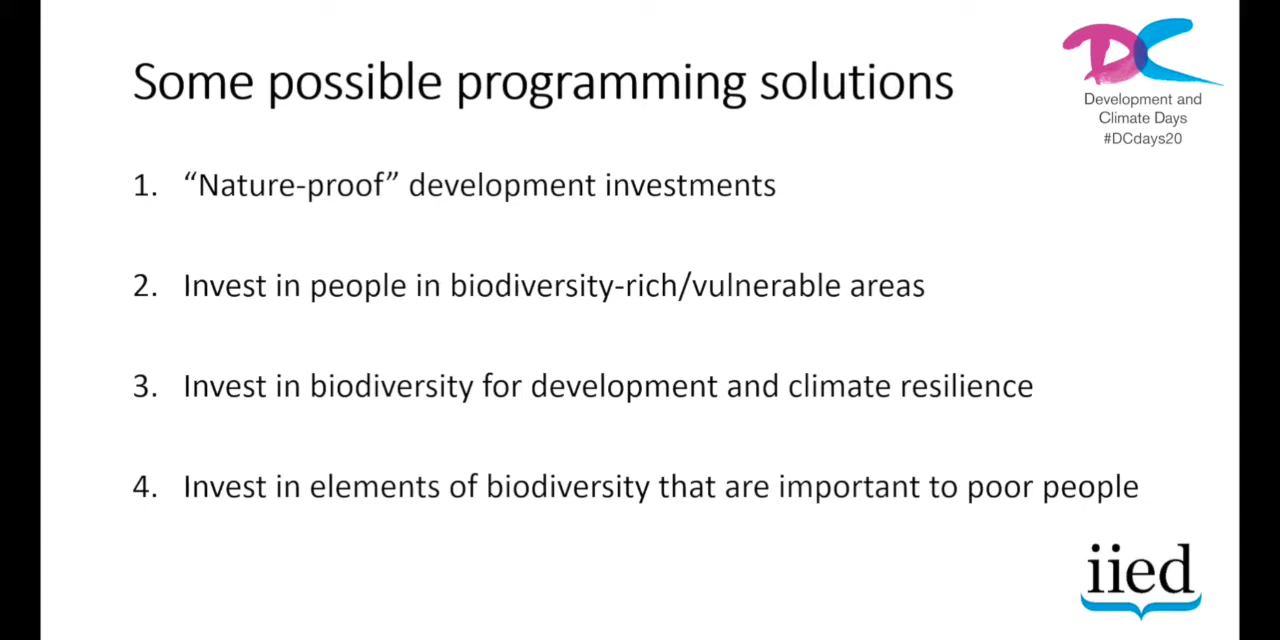 Some possible programming solutions
DC
Development and
Climate Days
#DCdays20
1. “Nature-proof” development investments
2. Invest in people in biodiversity-rich/vulnerable areas
3. Invest in biodiversity for development and climate resilience
4. Invest in elements of biodiversity that are important to poor people
iied